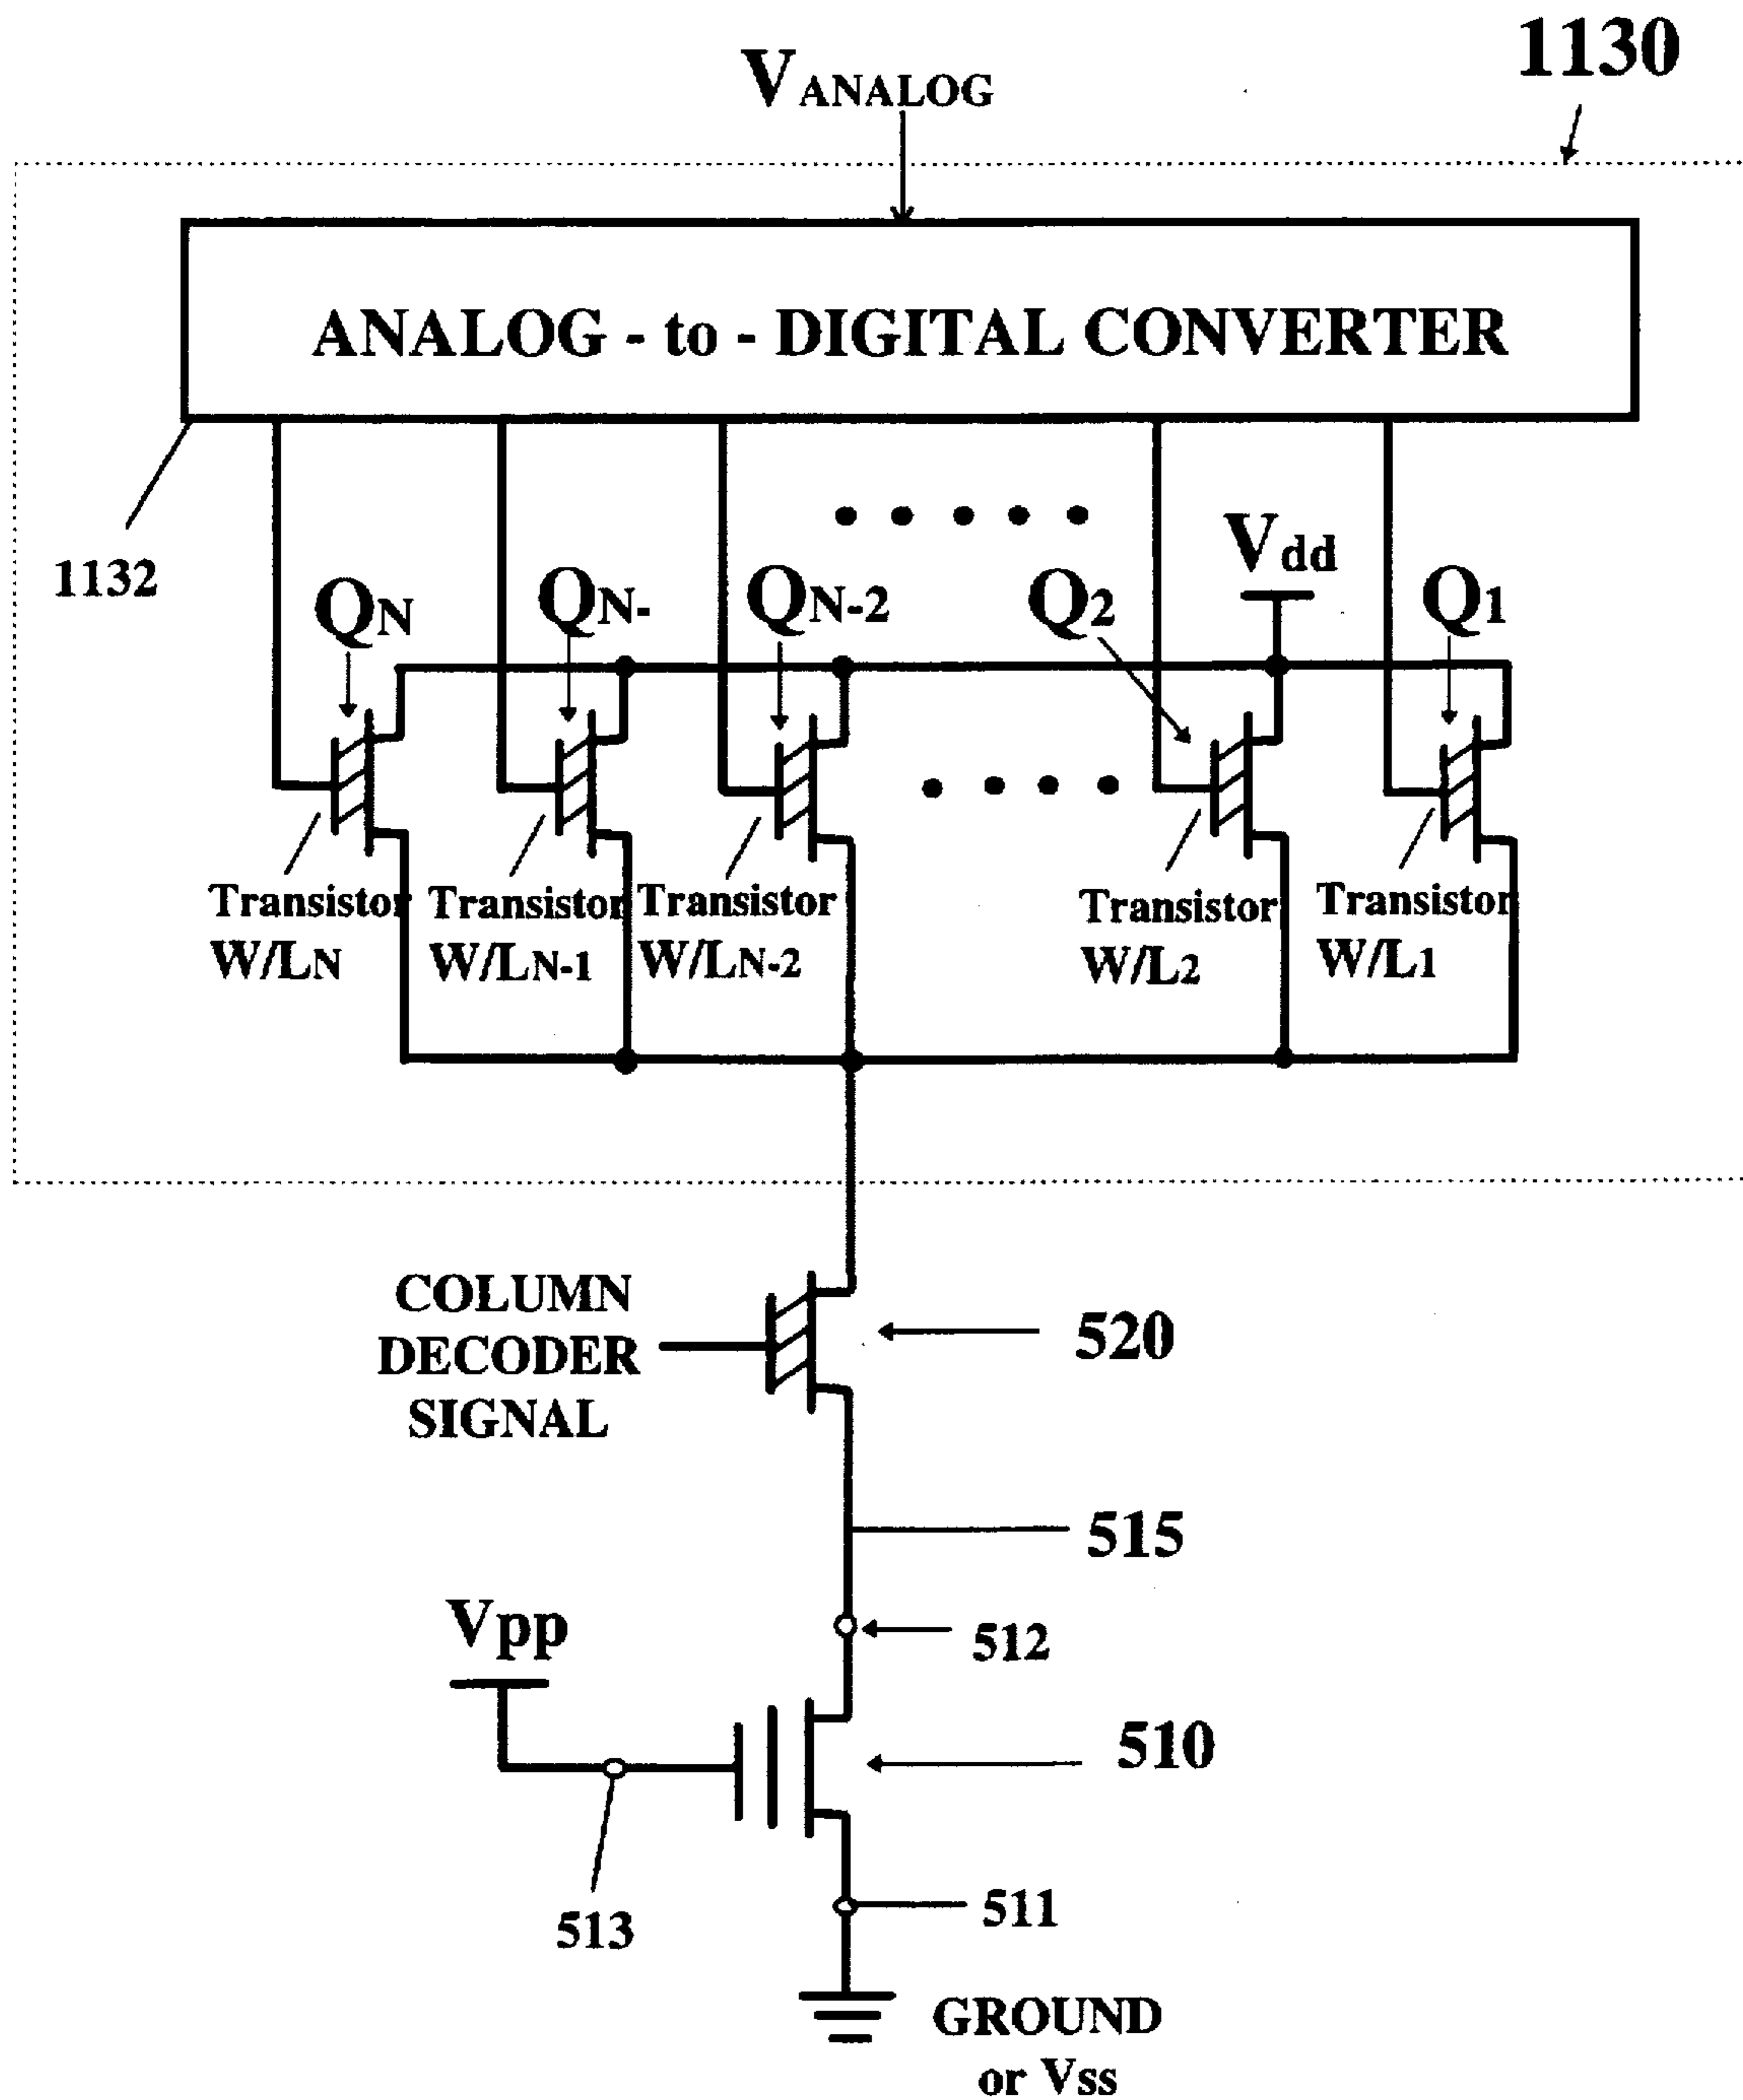 1130
VANALOG
ANALOG - to - DIGITAL CONVERTER
1132
QN
QN-
QN-2
Q2
Vdd
Q1
Transistor
W/LN
Transistor
W/LN-1
Transistor
W/LN-2
Transistor
W/L2
Transistor
W/L1
COLUMN
DECODER
SIGNAL
520
515
Vpp
512
510
513
511
GROUND
or Vss